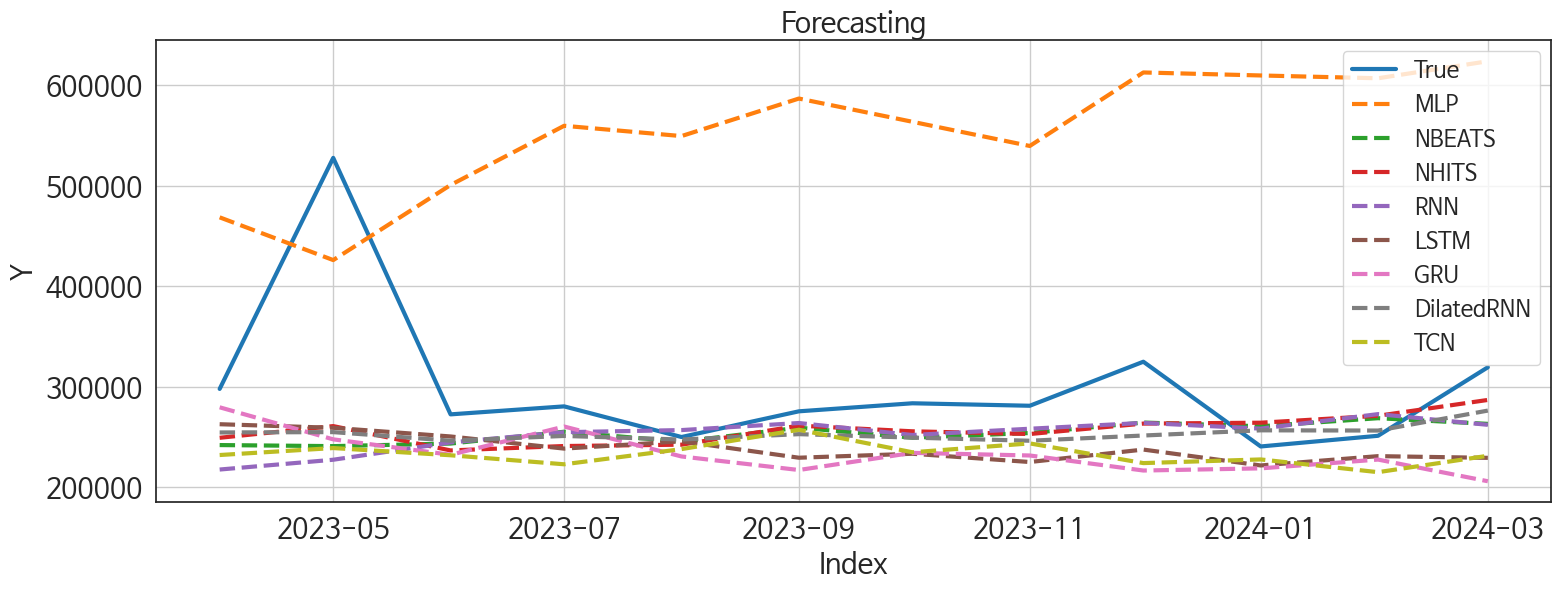 Forecasting
600000
500000
400000
300000
200000
Y
2023-05
2023-07
2023-09
2023-11
2024-01
2024-03
Index
True
MLP
NBEATS
NHITS
RNN
LSTM
GRU
DilatedRNN
TCN